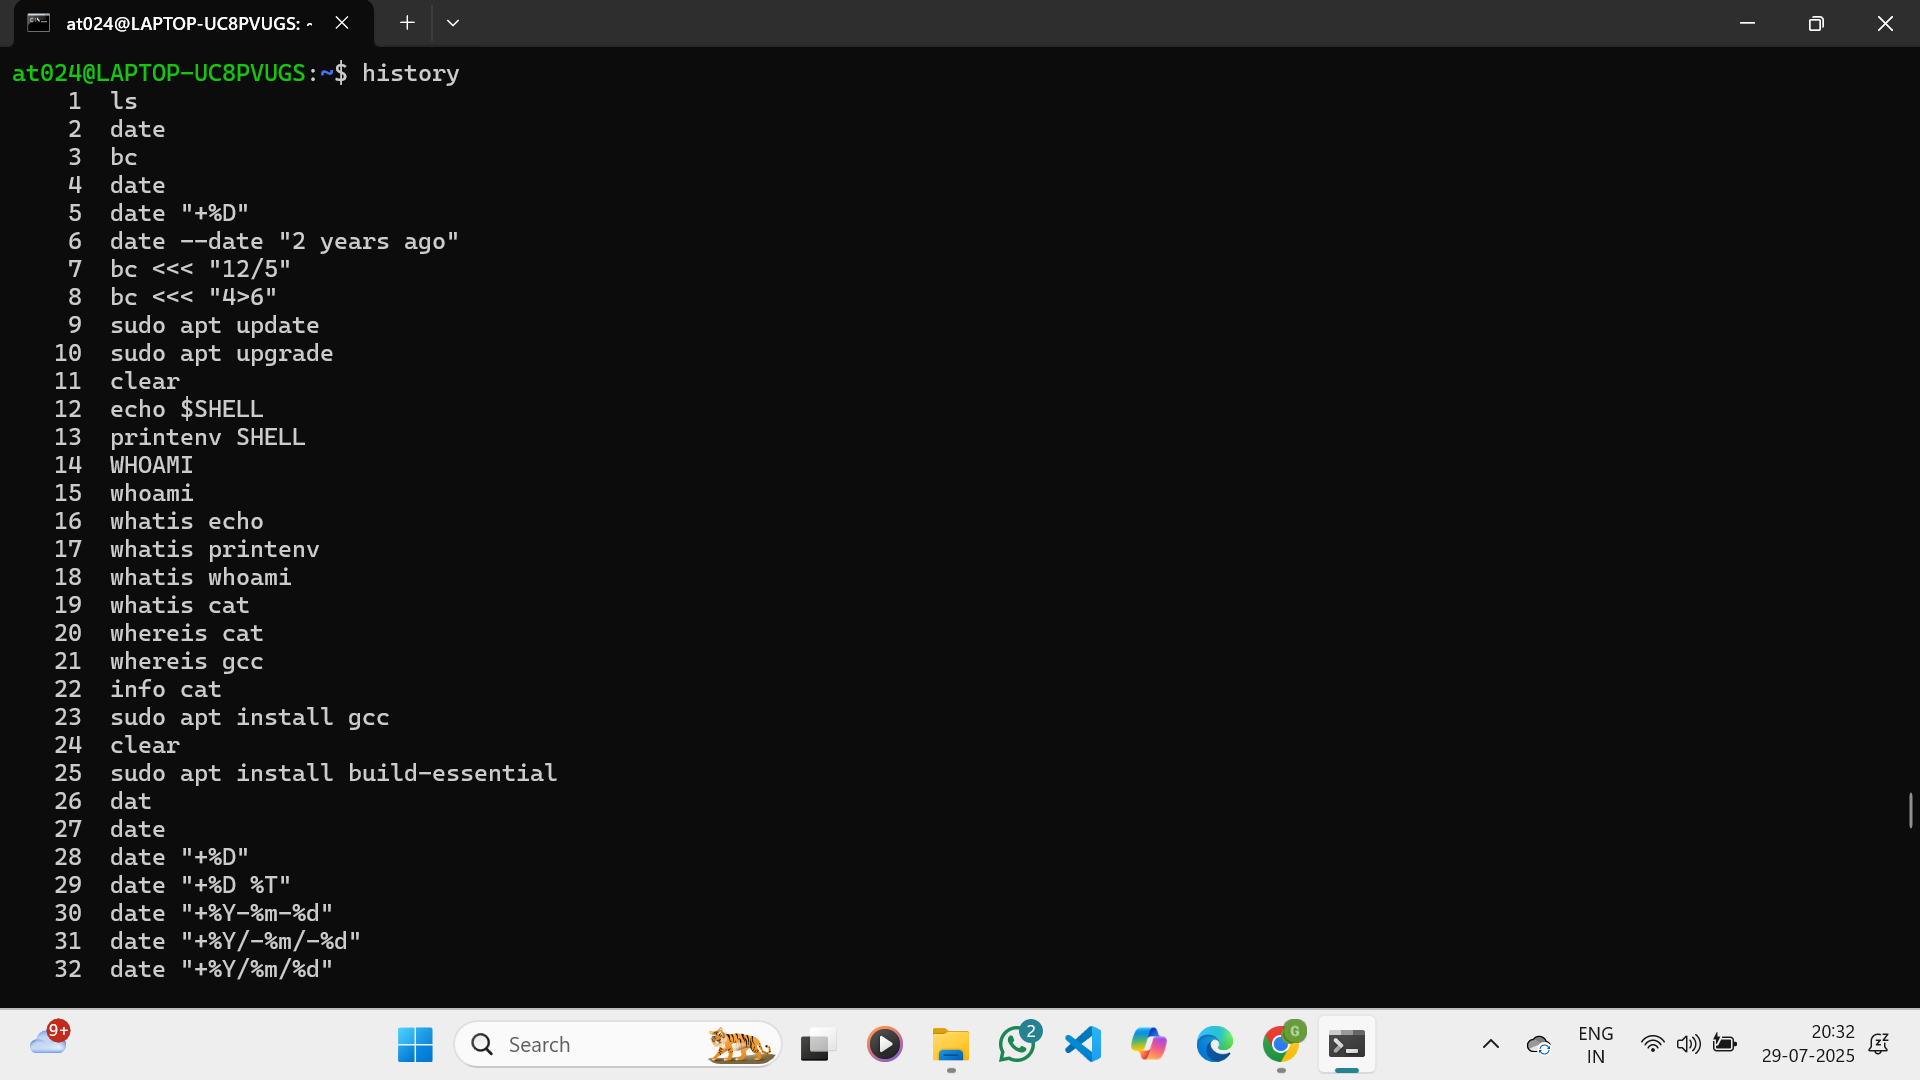 at024@LAPTOP-UC8PVUGS: ~
at024@LAPTOP-UC8PVUGS:~$ history
1 ls
2 date
3 bc
4 date
5 date "+%D"
6 date --date "2 years ago"
7 bc <<< "12/5"
8 bc <<< "4>6"
9 sudo apt update
10 sudo apt upgrade
11 clear
12 echo $SHELL
13 printenv SHELL
14 WHOAMI
15 whoami
16 whatis echo
17 whatis printenv
18 whatis whoami
19 whatis cat
20 whereis cat
21 whereis gcc
22 info cat
23 sudo apt install gcc
24 clear
25 sudo apt install build-essential
26 dat
27 date
28 date "+%D"
29 date "+%D %T"
30 date "+%Y-%m-%d"
31 date "+%Y/-%m/-%d"
32 date "+%Y/%m/%d"
9+
Search
2
G
ENG
IN
20:32
29-07-2025